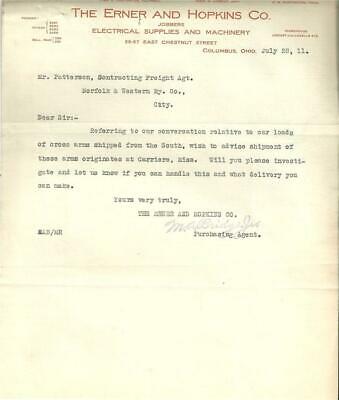 THE ERNER AND HOPKINS CO.
JOBBERS
ELECTRICAL SUPPLIES AND MACHINERY
EAST CHESTNUT STREET
COLUMBUS, OHIO, July 28, 11.
Mr. Patterson, Contracting Freight Agt.
Norfolk & Western Ry. Co.,
City.
Dear Sir:-
Referring to our conversation relative to car loads
of cross arms shipped from the South, wish to advise shipment of
these arms originates at Carriere, Miss. Will you please investi-
gate and let us know if you can handle this and what delivery you
can make.
Yours very truly,
THE ERNER AND HOPKINS CO.
MAB/MR
Purchasing Agent.